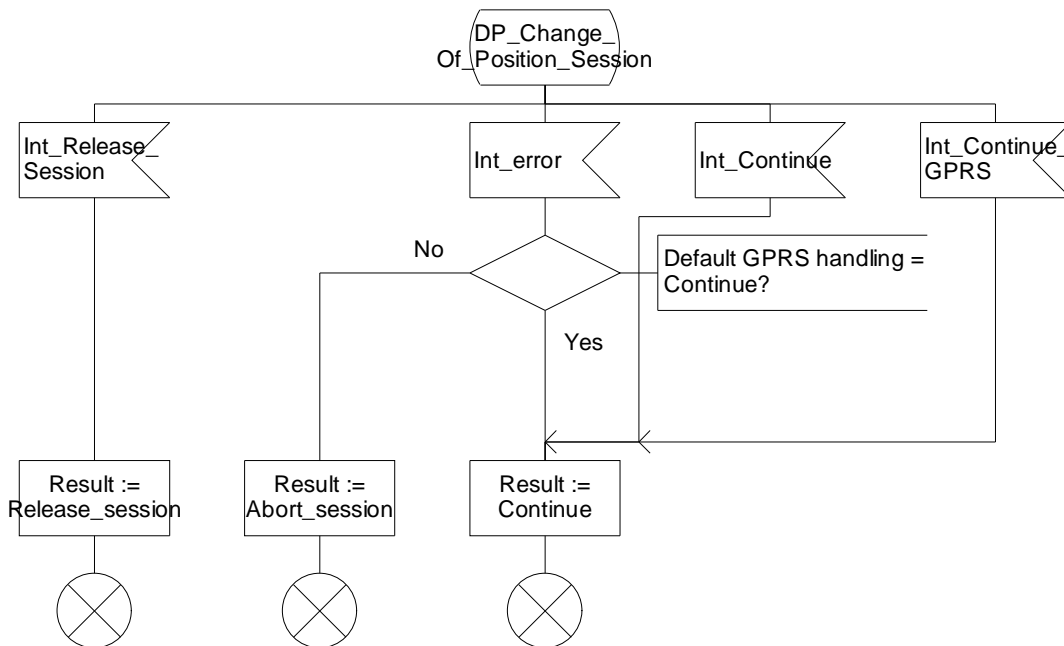 DP_Change_
Of_Position_Session
Int_Release_
Session
Int_error
Int_Continue
Int_Continue_
GPRS
No
Default GPRS handling =
Continue?
Yes
Result :=
Release_session
Result :=
Abort_session
Result :=
Continue